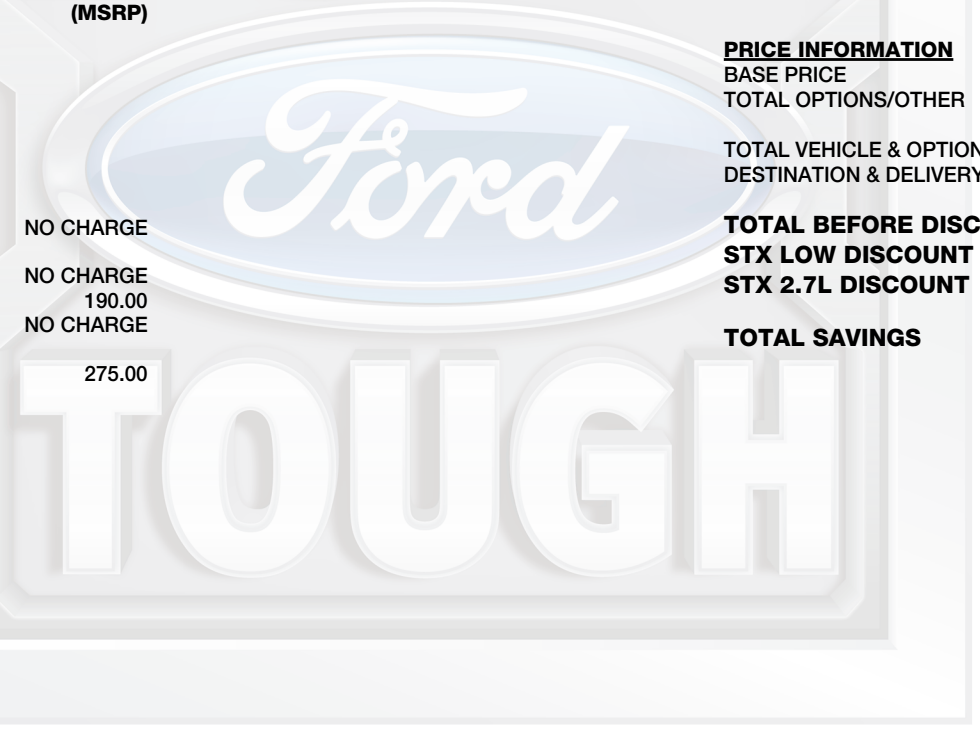 (MSRP)
NO CHARGE
NO CHARGE
190.00
NO CHARGE
275.00
PRICE INFORMATION
BASE PRICE
TOTAL OPTIONS/OTHER
TOTAL VEHICLE & OPTION
DESTINATION & DELIVERY
TOTAL BEFORE DISC
STX LOW DISCOUNT
STX 2.7L DISCOUNT
TOTAL SAVINGS
Ford
TOUGH